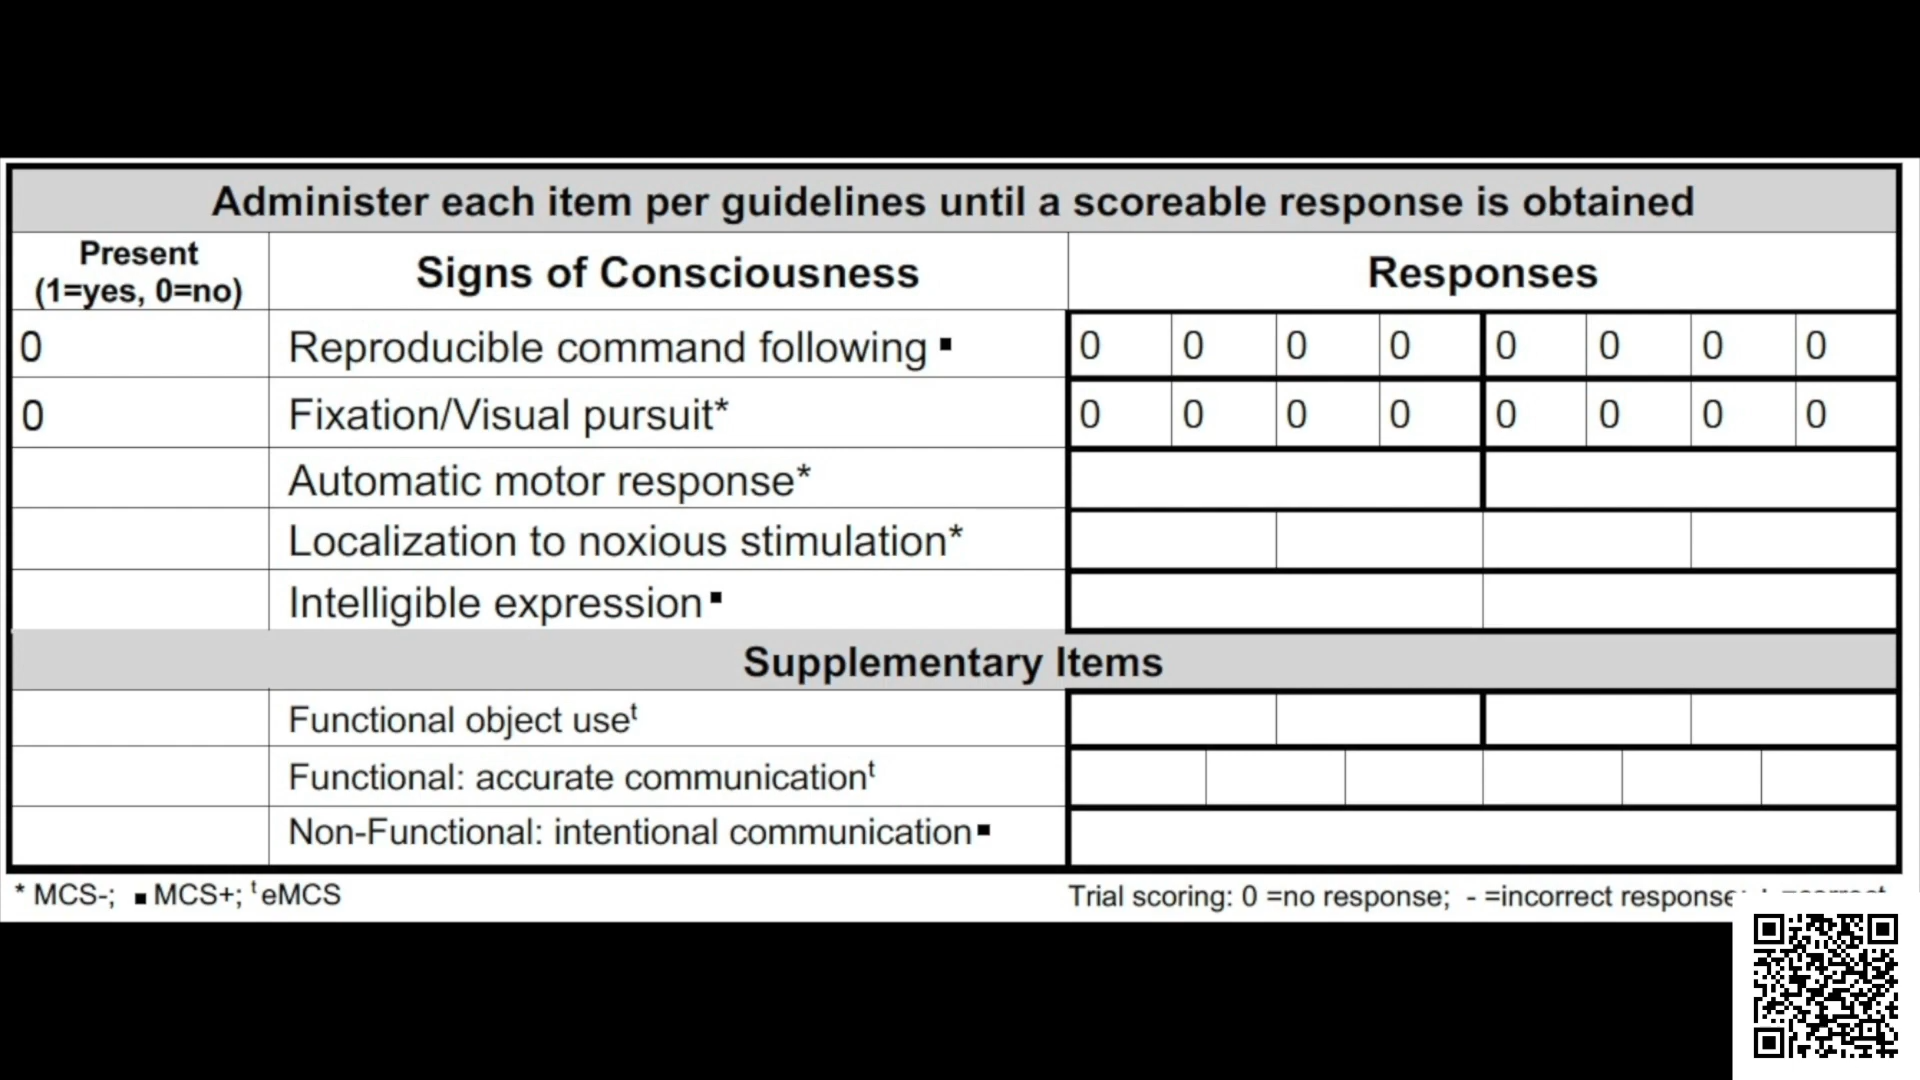 Administer each item per guidelines until a scoreable response is obtained
Present
(1=yes, 0=no)
Signs of Consciousness
Responses
0 Reproducible command following ▪ 0 0 0 0 0 0 0 0
0 Fixation/Visual pursuit* 0 0 0 0 0 0 0 0
Automatic motor response*
Localization to noxious stimulation*
Intelligible expression ▪
Supplementary Items
Functional object use^t
Functional: accurate communication^t
Non-Functional: intentional communication ▪
* MCS-; ▪ MCS+; ^t eMCS
Trial scoring: 0 =no response; - =incorrect response;